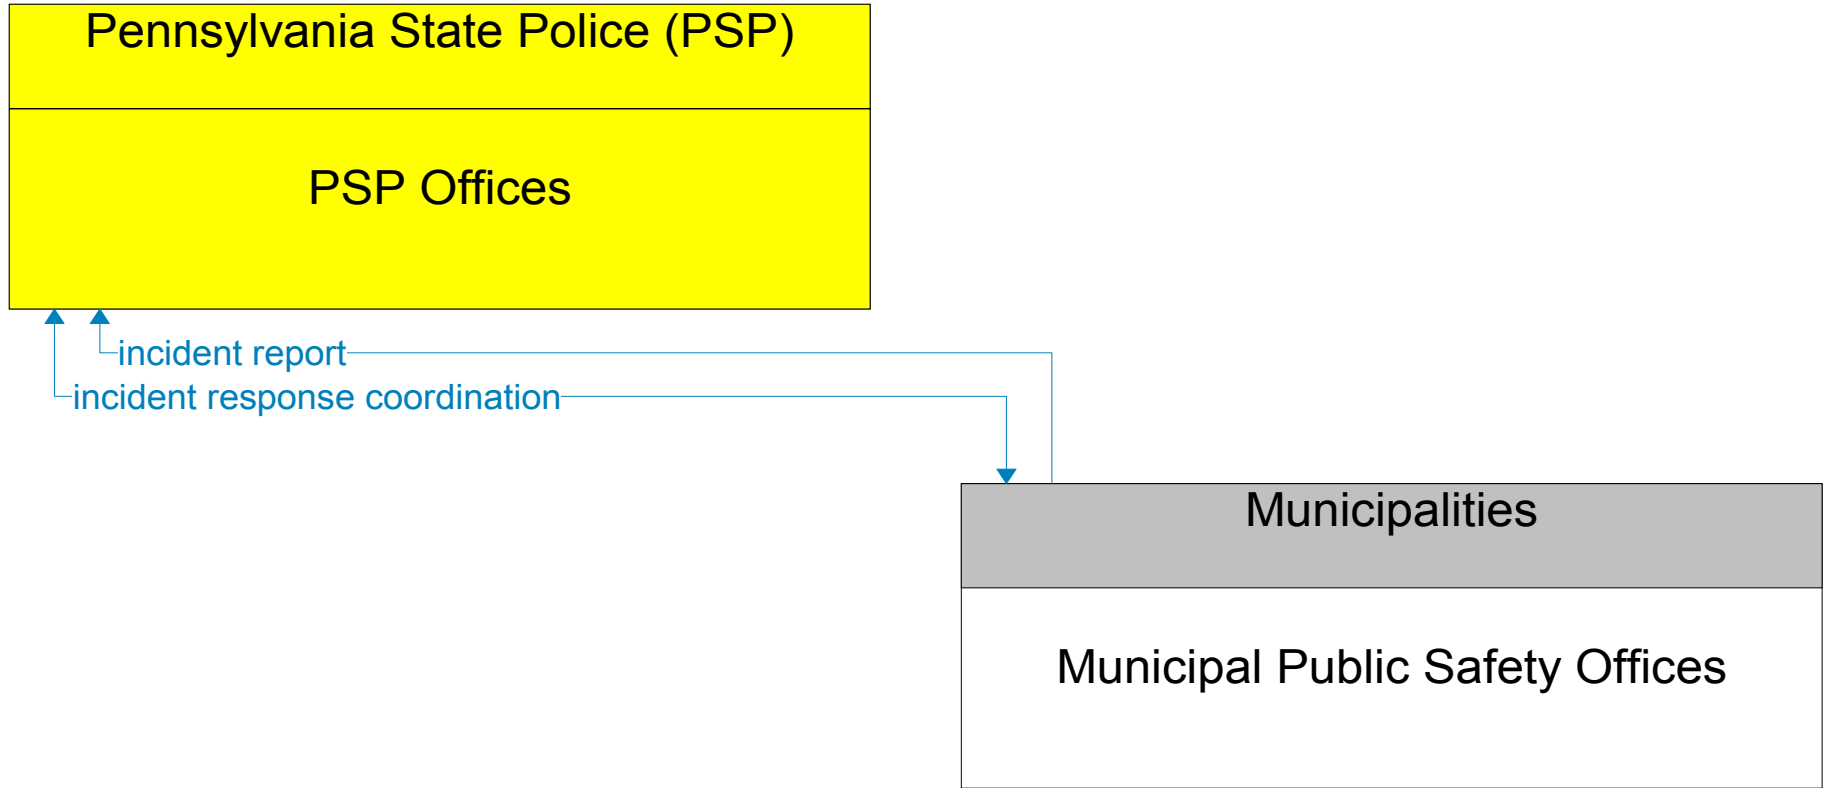 Pennsylvania State Police (PSP)
PSP Offices
incident report
incident response coordination
Municipalities
Municipal Public Safety Offices